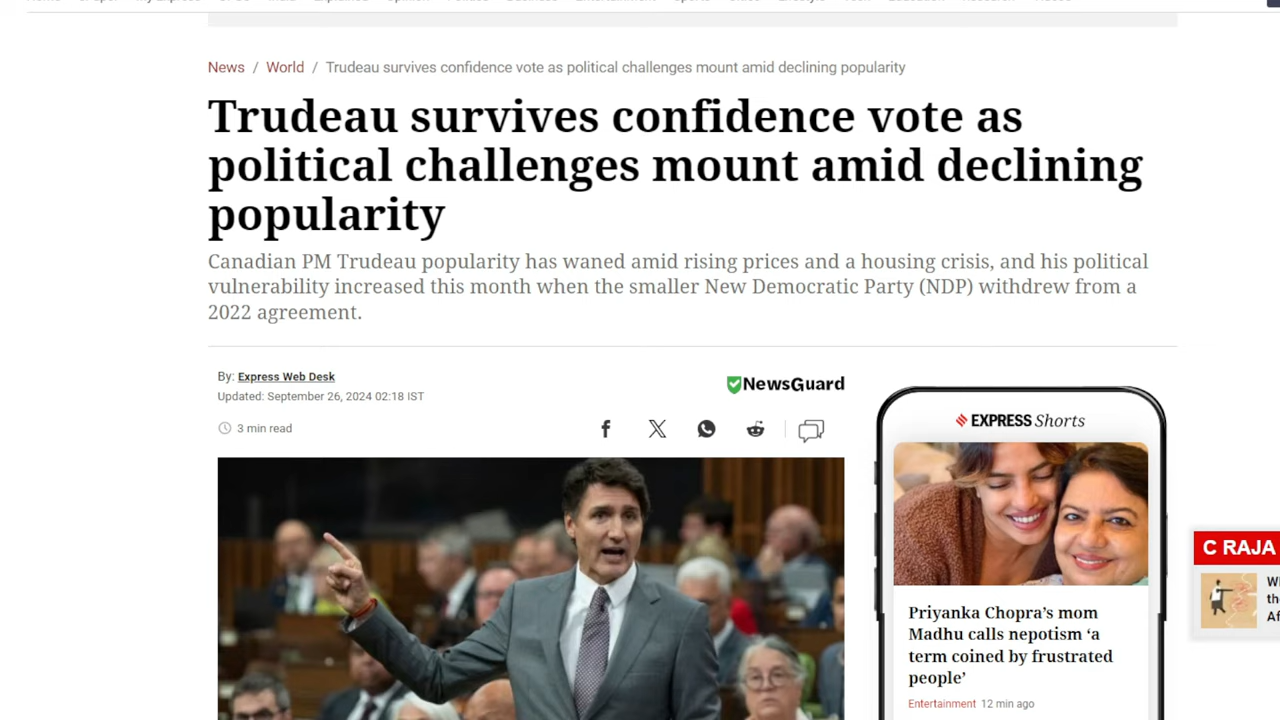 News / World / Trudeau survives confidence vote as political challenges mount amid declining popularity
Trudeau survives confidence vote as
political challenges mount amid declining
popularity
Canadian PM Trudeau popularity has waned amid rising prices and a housing crisis, and his political
vulnerability increased this month when the smaller New Democratic Party (NDP) withdrew from a
2022 agreement.
By: Express Web Desk
Updated: September 26, 2024 02:18 IST
NewsGuard
3 min read
EXPRESS Shorts
Priyanka Chopra’s mom
Madhu calls nepotism ‘a
term coined by frustrated
people’
Entertainment 12 min ago
C RAJA